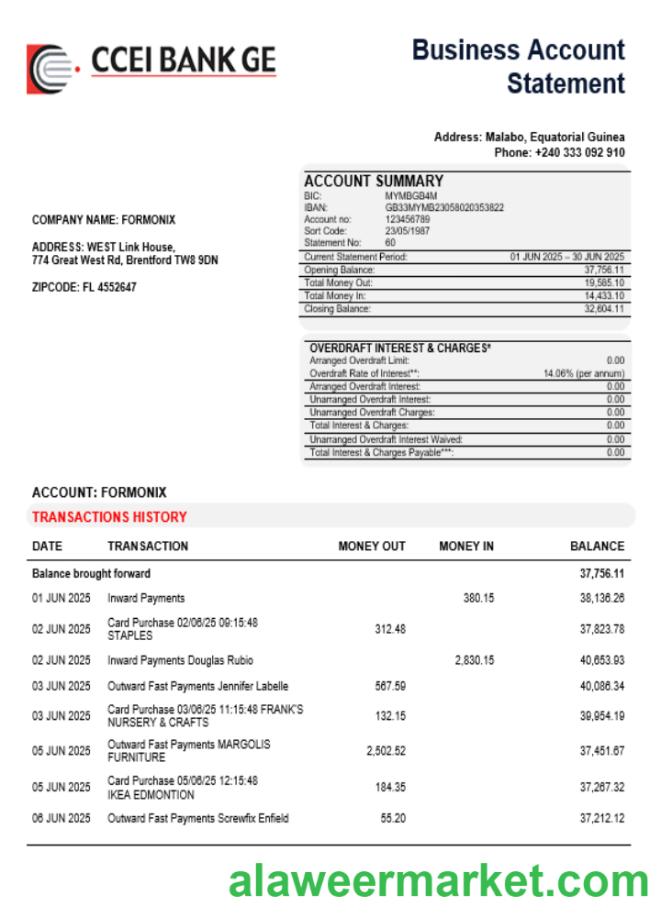 CCEI BANK GE
Business Account
Statement
Address: Malabo, Equatorial Guinea
Phone: +240 333 092 910
COMPANY NAME: FORMONIX
ADDRESS: WEST Link House,
774 Great West Rd, Brentford TW8 9DN
ZIPCODE: FL 4552647
ACCOUNT SUMMARY
BIC: MYMBGB4M
IBAN: GB33MYMB23058020353822
Account no: 123456789
Sort Code: 23/05/1987
Statement No: 60
Current Statement Period: 01 JUN 2025 – 30 JUN 2025
Opening Balance: 37,756.11
Total Money Out: 19,585.10
Total Money In: 14,433.10
Closing Balance: 32,604.11
OVERDRAFT INTEREST & CHARGES*
Arranged Overdraft Limit: 0.00
Overdraft Rate of Interest**: 14.06% (per annum)
Arranged Overdraft Interest: 0.00
Unarranged Overdraft Interest: 0.00
Unarranged Overdraft Charges: 0.00
Total Interest & Charges: 0.00
Unarranged Overdraft Interest Waived: 0.00
Total Interest & Charges Payable***: 0.00
ACCOUNT: FORMONIX
TRANSACTIONS HISTORY
DATE TRANSACTION MONEY OUT MONEY IN BALANCE
Balance brought forward 37,756.11
01 JUN 2025 Inward Payments 380.15 38,136.26
02 JUN 2025 Card Purchase 02/06/25 09:15:48 312.48 37,823.78
STAPLES
02 JUN 2025 Inward Payments Douglas Rubio 2,830.15 40,653.93
03 JUN 2025 Outward Fast Payments Jennifer Labelle 567.59 40,086.34
03 JUN 2025 Card Purchase 03/06/25 11:15:48 FRANK'S 132.15 39,954.19
NURSERY & CRAFTS
05 JUN 2025 Outward Fast Payments MARGOLIS 2,502.52 37,451.67
FURNITURE
05 JUN 2025 Card Purchase 05/06/25 12:15:48 184.35 37,267.32
IKEA EDMONTION
06 JUN 2025 Outward Fast Payments Screwfix Enfield 55.20 37,212.12
alaweermarket.com